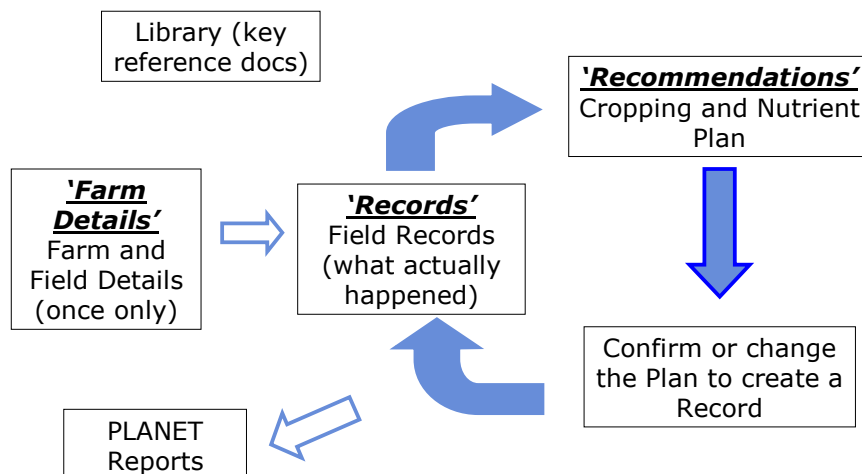 Library (key
reference docs)
‘Recommendations’
Cropping and Nutrient
Plan
‘Farm
Details’
Farm and
Field Details
(once only)
‘Records’
Field Records
(what actually
happened)
Confirm or change
the Plan to create a
Record
PLANET
Reports